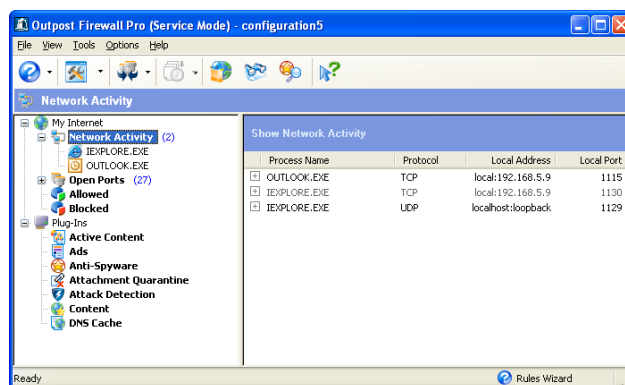 Outpost Firewall Pro (Service Mode) - configuration5
File View Tools Options Help
Network Activity
My Internet
Network Activity (2)
IEXPLORE.EXE
OUTLOOK.EXE
Open Ports (27)
Allowed
Blocked
Plug-Ins
Active Content
Ads
Anti-Spyware
Attachment Quarantine
Attack Detection
Content
DNS Cache
Show Network Activity
Process Name Protocol Local Address Local Port
OUTLOOK.EXE TCP local:192.168.5.9 1115
IEXPLORE.EXE TCP local:192.168.5.9 1130
IEXPLORE.EXE UDP localhost:loopback 1129
Ready Rules Wizard